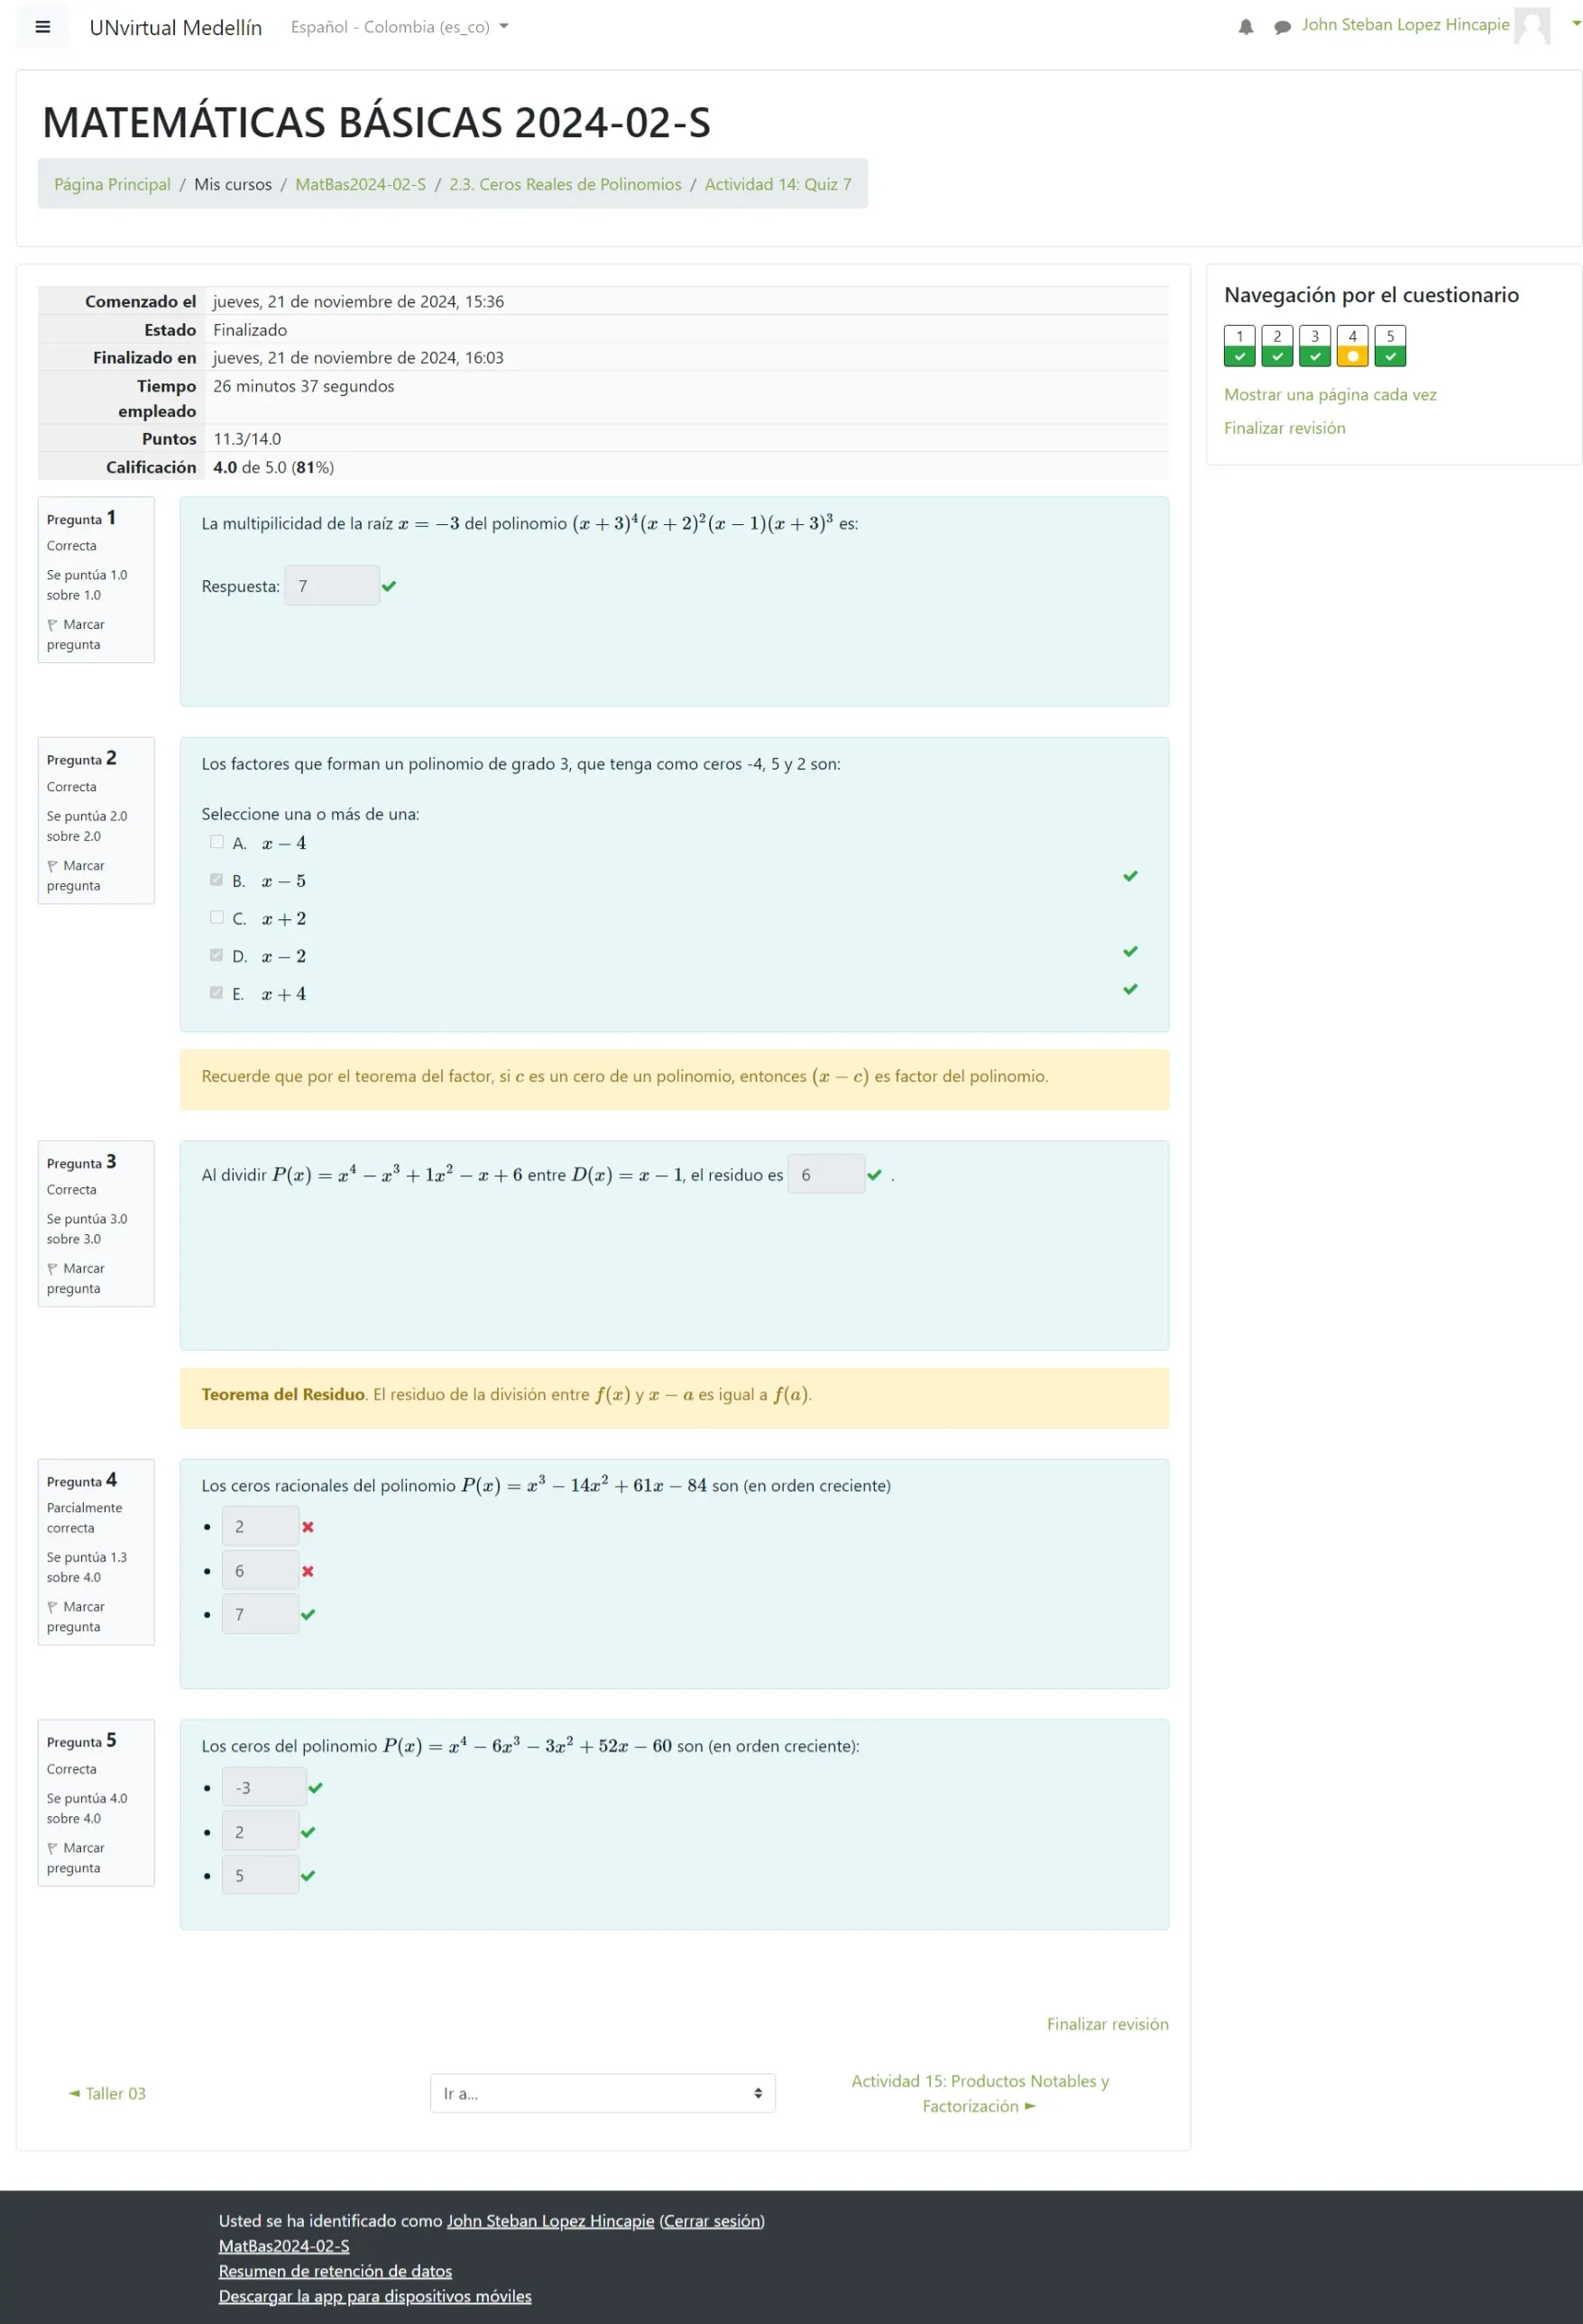 UNvirtual Medellín Español - Colombia (es_co) John Steban Lopez Hincapie
MATEMÁTICAS BÁSICAS 2024-02-S
Página Principal / Mis cursos / MatBas2024-02-S / 2.3. Ceros Reales de Polinomios / Actividad 14: Quiz 7
Comenzado el jueves, 21 de noviembre de 2024, 15:36
Estado Finalizado
Finalizado en jueves, 21 de noviembre de 2024, 16:03
Tiempo 26 minutos 37 segundos
empleado
Puntos 11.3/14.0
Calificación 4.0 de 5.0 (81%)
Navegación por el cuestionario
1 2 3 4 5
Mostrar una página cada vez
Finalizar revisión
Pregunta 1
Correcta
Se puntúa 1.0
sobre 1.0
Marcar
pregunta
La multipilicidad de la raíz x = −3 del polinomio (x + 3)⁴(x + 2)²(x − 1)(x + 3)³ es:
Respuesta: 7
Pregunta 2
Correcta
Se puntúa 2.0
sobre 2.0
Marcar
pregunta
Los factores que forman un polinomio de grado 3, que tenga como ceros -4, 5 y 2 son:
Seleccione una o más de una:
A. x − 4
B. x − 5
C. x + 2
D. x − 2
E. x + 4
Recuerde que por el teorema del factor, si c es un cero de un polinomio, entonces (x − c) es factor del polinomio.
Pregunta 3
Correcta
Se puntúa 3.0
sobre 3.0
Marcar
pregunta
Al dividir P(x) = x⁴ − x³ + 1x² − x + 6 entre D(x) = x − 1, el residuo es 6 .
Teorema del Residuo. El residuo de la división entre f(x) y x − a es igual a f(a).
Pregunta 4
Parcialmente
correcta
Se puntúa 1.3
sobre 4.0
Marcar
pregunta
Los ceros racionales del polinomio P(x) = x³ − 14x² + 61x − 84 son (en orden creciente)
2
6
7
Pregunta 5
Correcta
Se puntúa 4.0
sobre 4.0
Marcar
pregunta
Los ceros del polinomio P(x) = x⁴ − 6x³ − 3x² + 52x − 60 son (en orden creciente):
-3
2
5
Finalizar revisión
◄ Taller 03
Ir a...
Actividad 15: Productos Notables y
Factorización ►
Usted se ha identificado como John Steban Lopez Hincapie (Cerrar sesión)
MatBas2024-02-S
Resumen de retención de datos
Descargar la app para dispositivos móviles